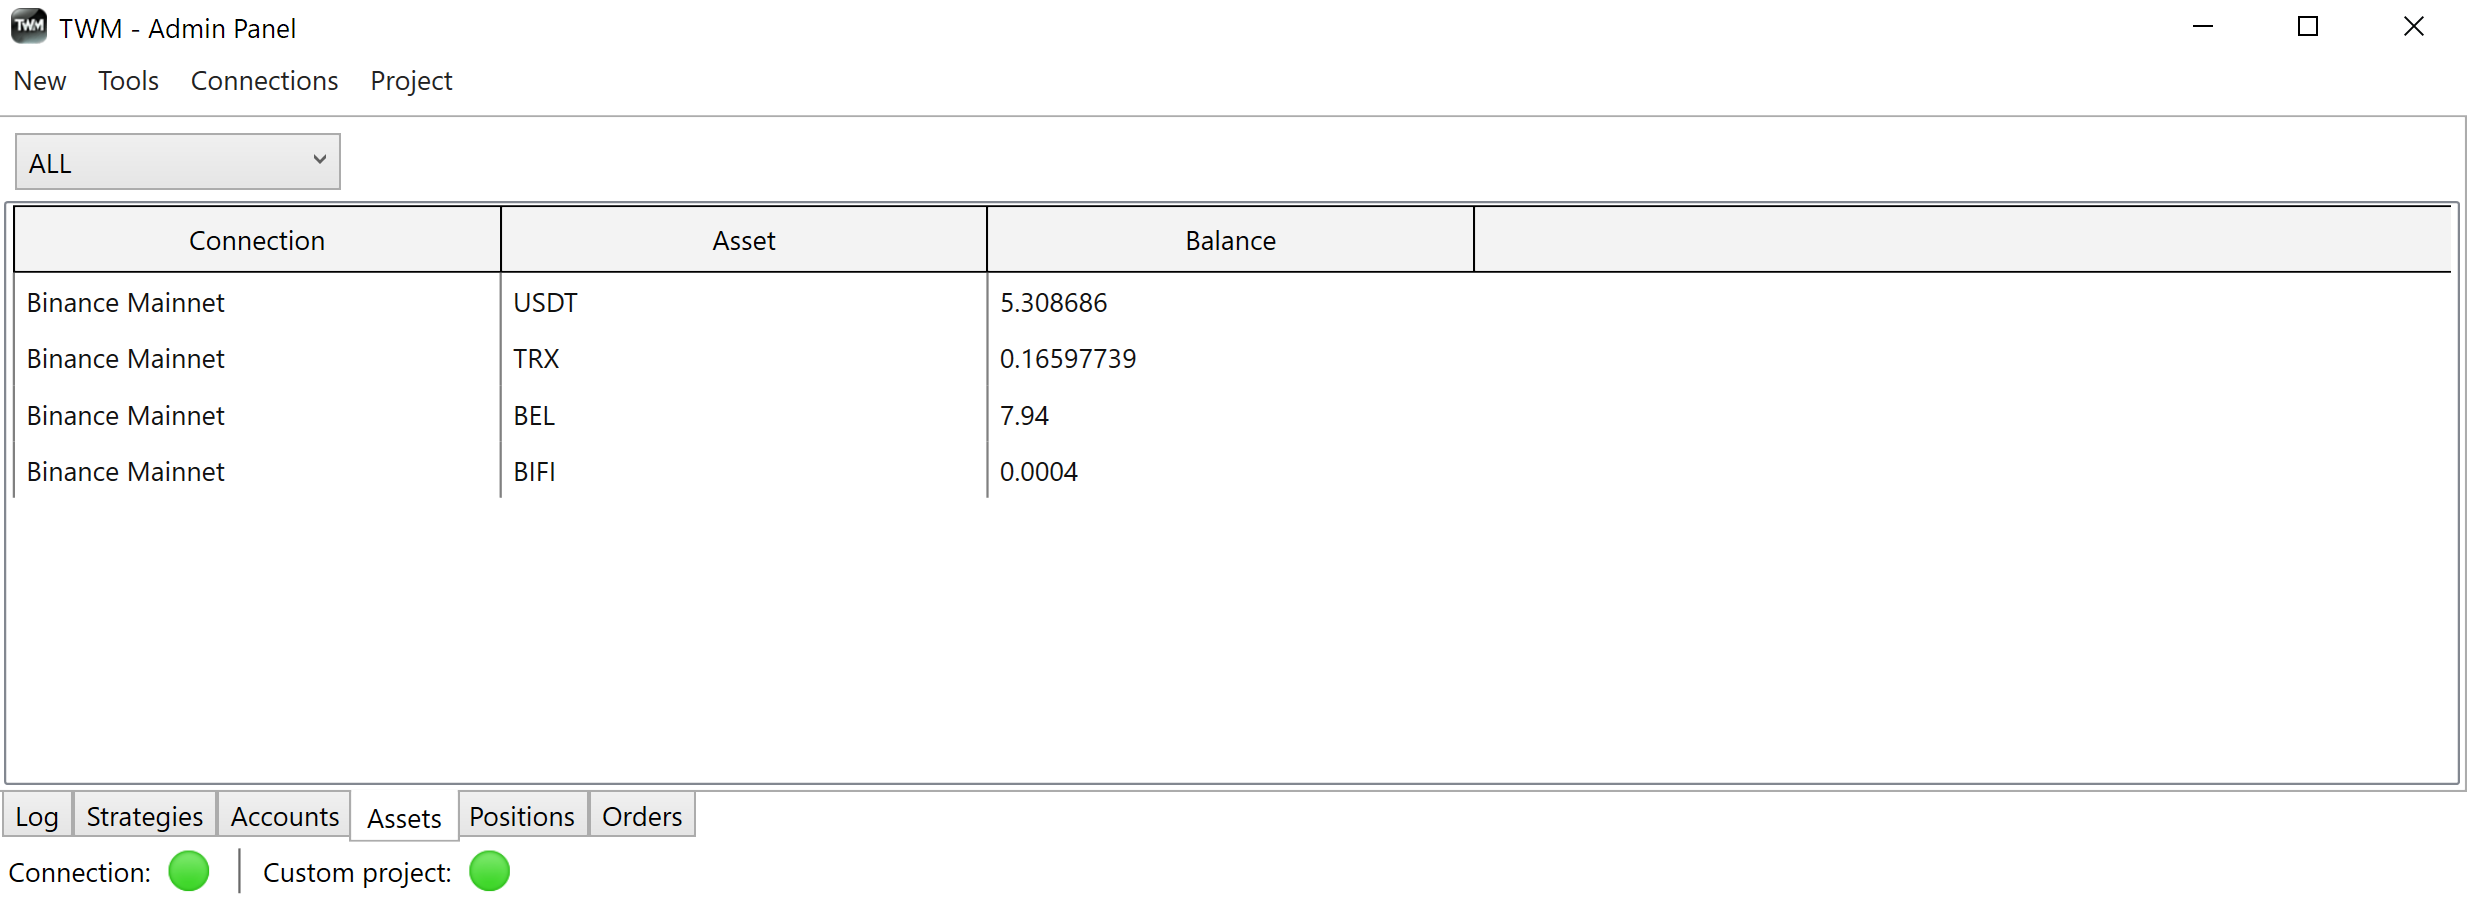 TWM
TWM - Admin Panel
New Tools Connections Project
ALL
Connection Asset Balance
Binance Mainnet USDT 5.308686
Binance Mainnet TRX 0.16597739
Binance Mainnet BEL 7.94
Binance Mainnet BIFI 0.0004
Log Strategies Accounts Assets Positions Orders
Connection: Custom project: